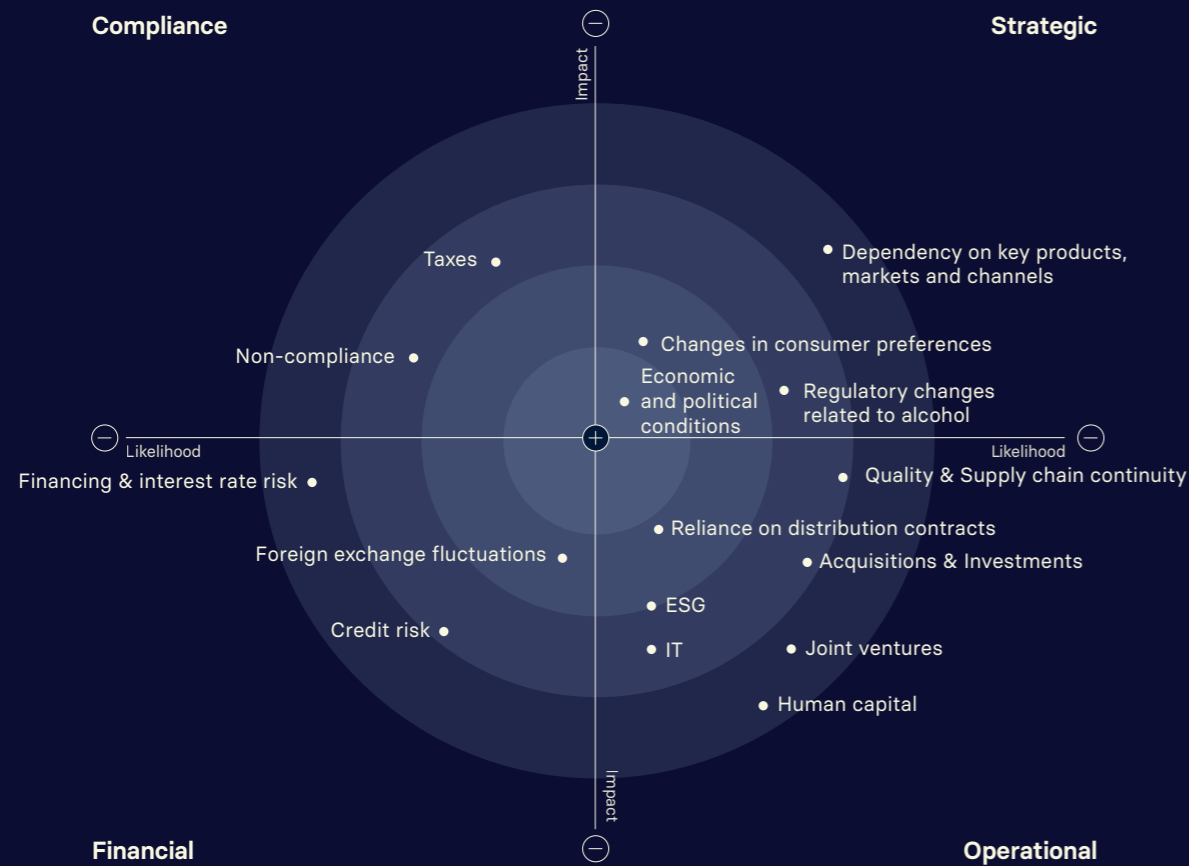 Compliance
Strategic
Impact
Taxes
Dependency on key products,
markets and channels
Changes in consumer preferences
Non-compliance
Economic
and political
conditions
Regulatory changes
related to alcohol
Likelihood
Likelihood
Financing & interest rate risk
Quality & Supply chain continuity
Reliance on distribution contracts
Foreign exchange fluctuations
Acquisitions & Investments
ESG
Credit risk
IT
Joint ventures
Human capital
Impact
Financial
Operational